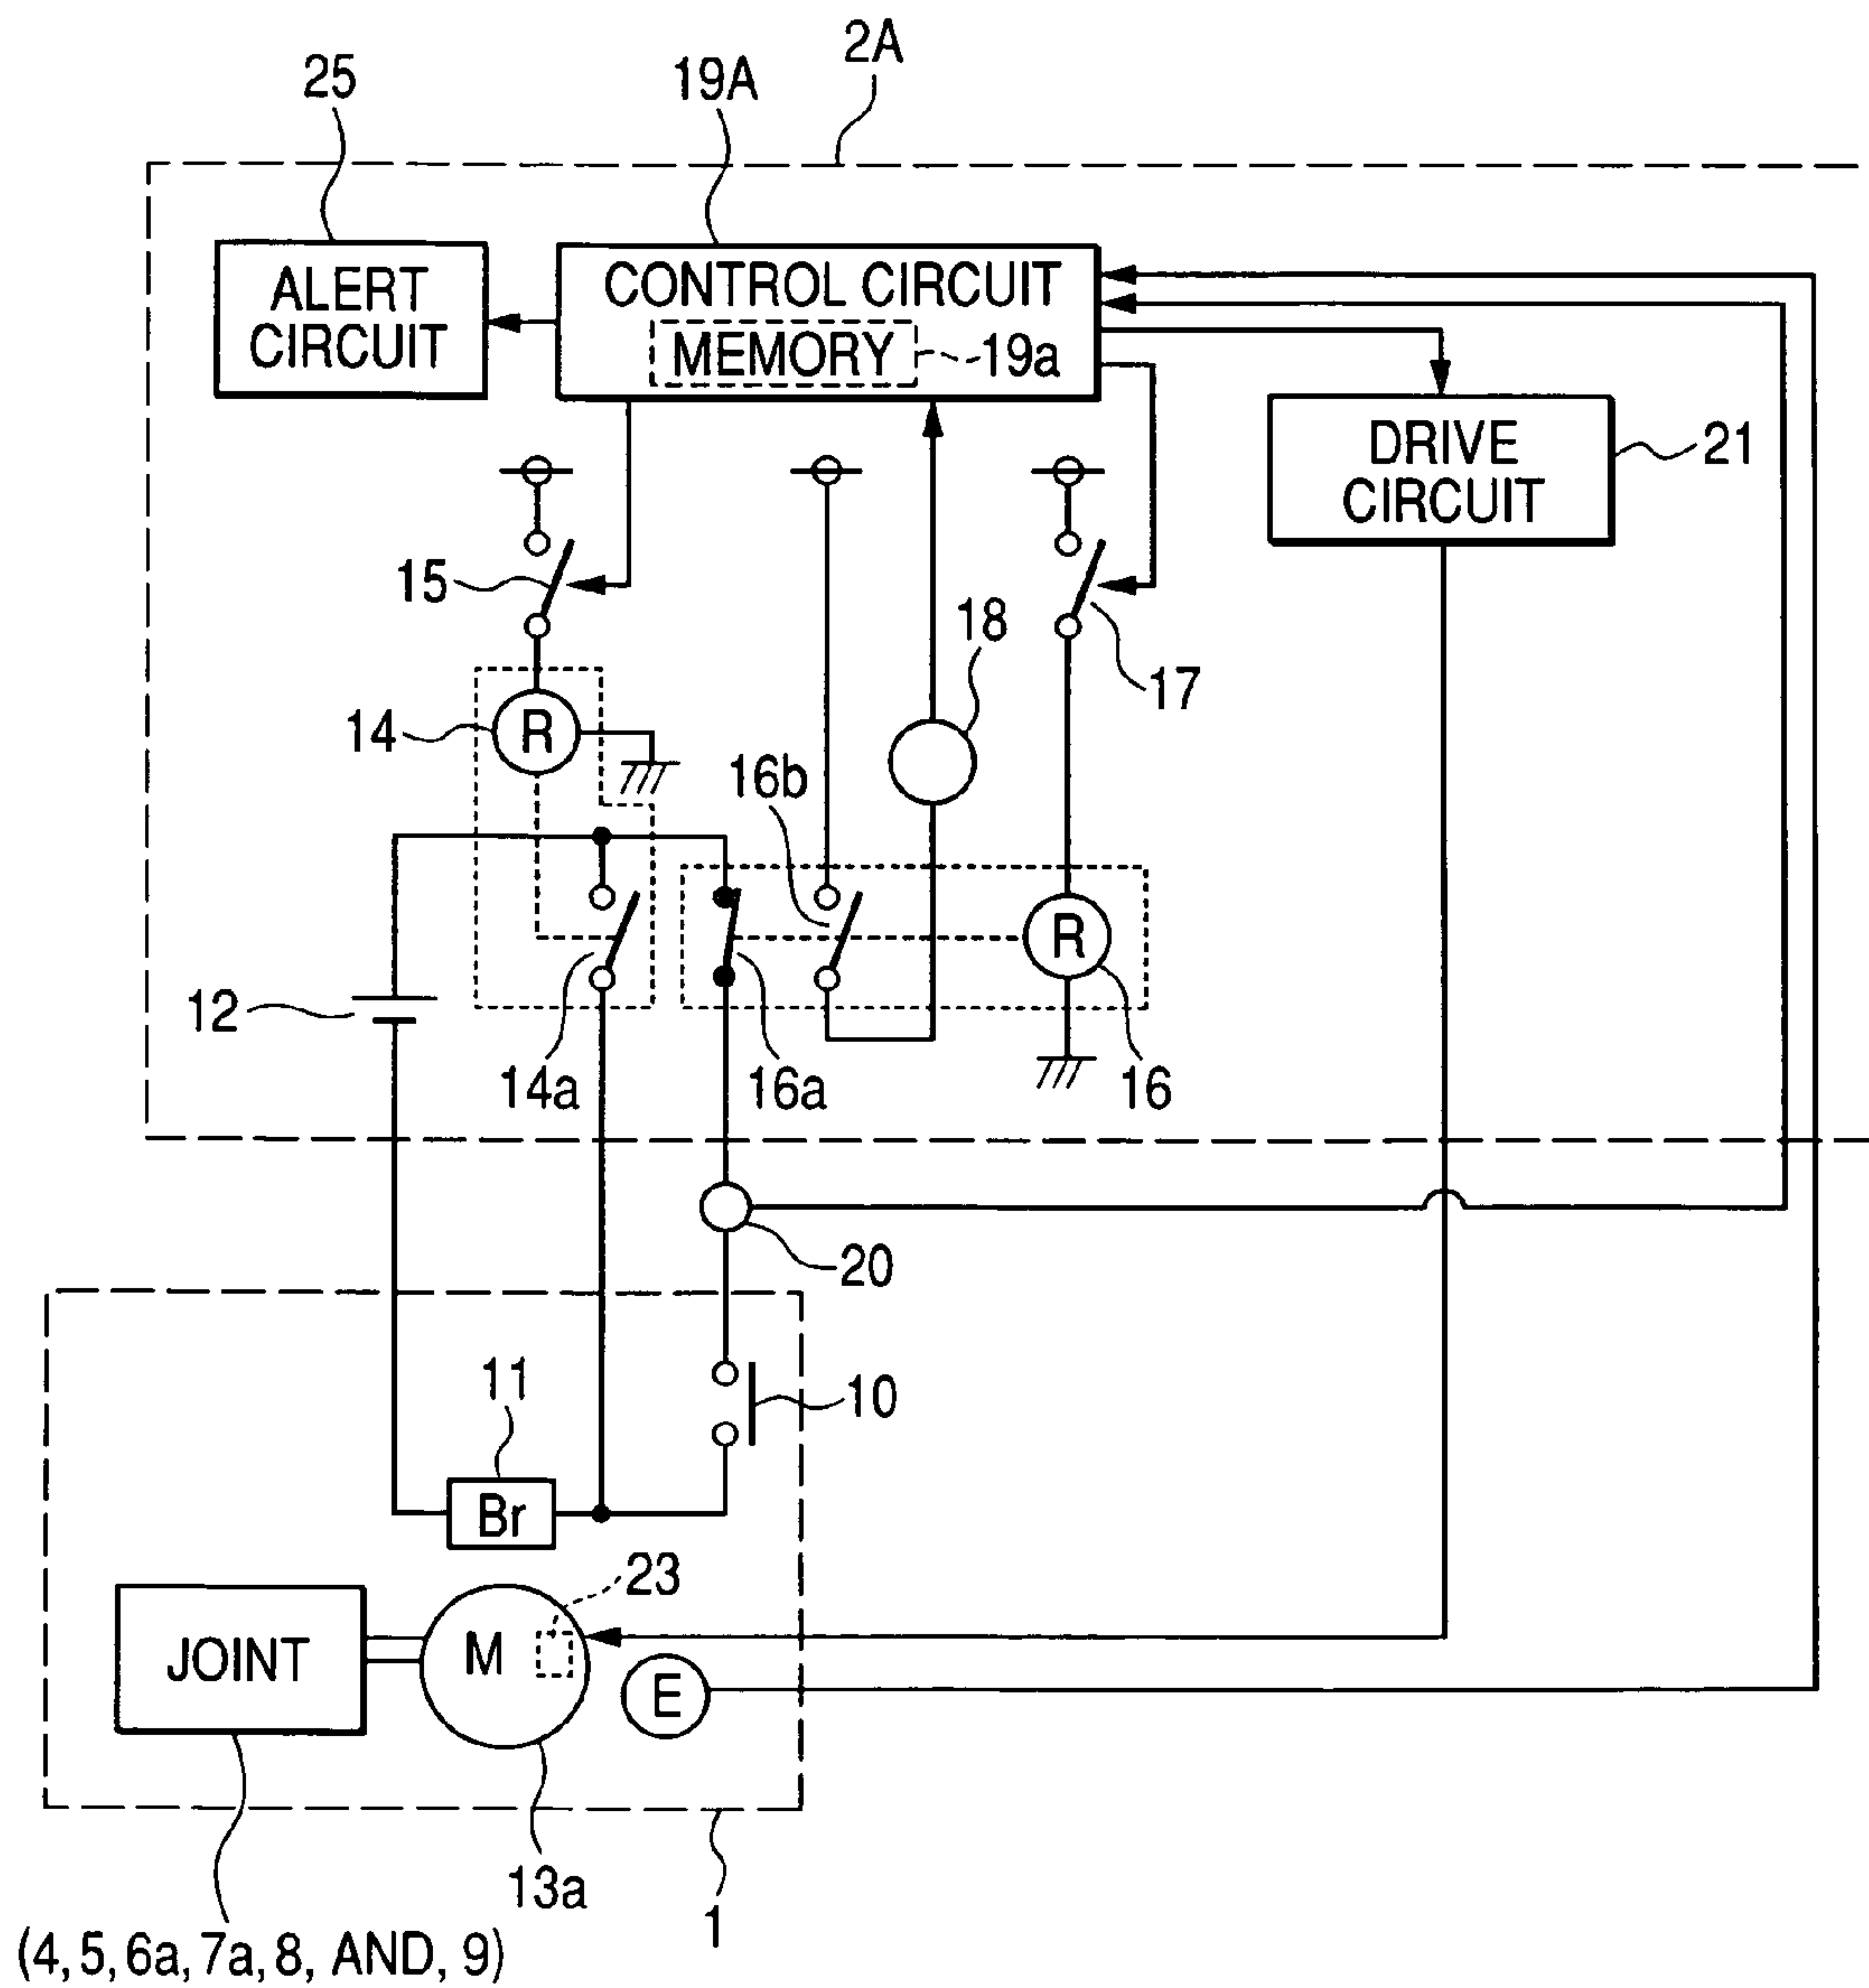 2A
25
19A
ALERT
CIRCUIT
CONTROL CIRCUIT
MEMORY
19a
DRIVE
CIRCUIT
21
15
18
17
14
R
16b
R
12
14a
16a
16
20
11
10
Br
23
JOINT
M
E
13a
1
(4, 5, 6a, 7a, 8, AND, 9)